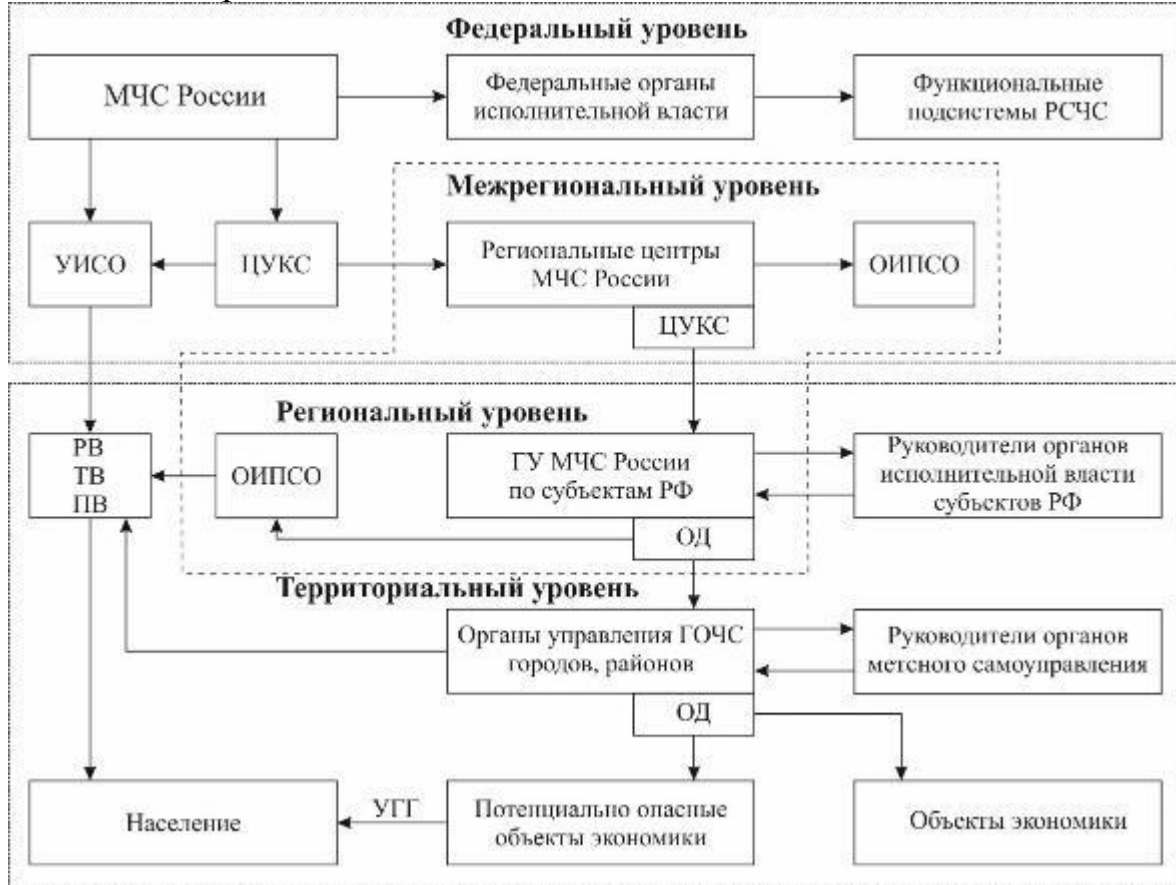 Федеральный уровень
МЧС России
Федеральные органы
исполнительной власти
Функциональные
подсистемы РСЧС
Межрегиональный уровень
УИСО
ЦУКС
Региональные центры
МЧС России
ОИПСО
ЦУКС
Региональный уровень
РВ
ТВ
ПВ
ОИПСО
ГУ МЧС России
по субъектам РФ
Руководители органов
исполнительной власти
субъектов РФ
ОД
Территориальный уровень
Органы управления ГОЧС
городов, районов
Руководители органов
метсного самоуправления
ОД
Население
УГГ
Потенциально опасные
объекты экономики
Объекты экономики